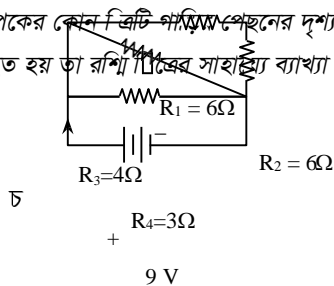 পকের কোন ত্রিটি গাড়ির পেছনের দৃশ্য
ত হয় তা রশ্মি চিত্রের সাহায্যে ব্যাখ্যা
R₁ = 6Ω
−
R₂ = 6Ω
R₃=4Ω
চ
R₄=3Ω
+
9 V